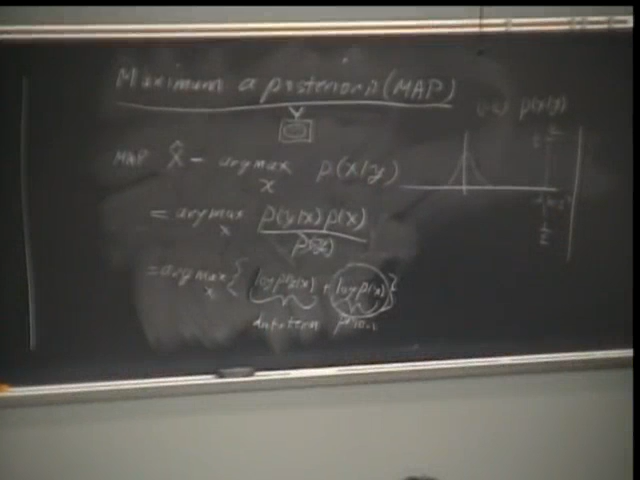 Maximum a posteriori (MAP)
p(x|y)
MAP X̂ = argmax p(x|y)
x
= argmax p(y|x) p(x)
x p(y)
= argmax { log p(y|x) + log p(x) }
x
data term prior